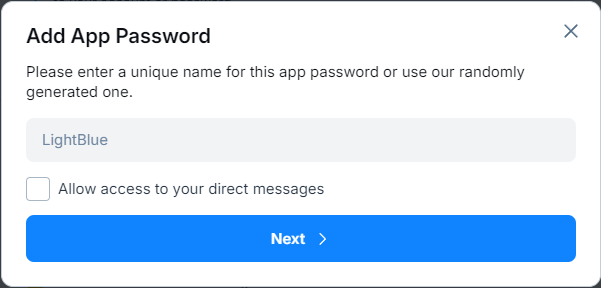 Add App Password
Please enter a unique name for this app password or use our randomly
generated one.
LightBlue
Allow access to your direct messages
Next